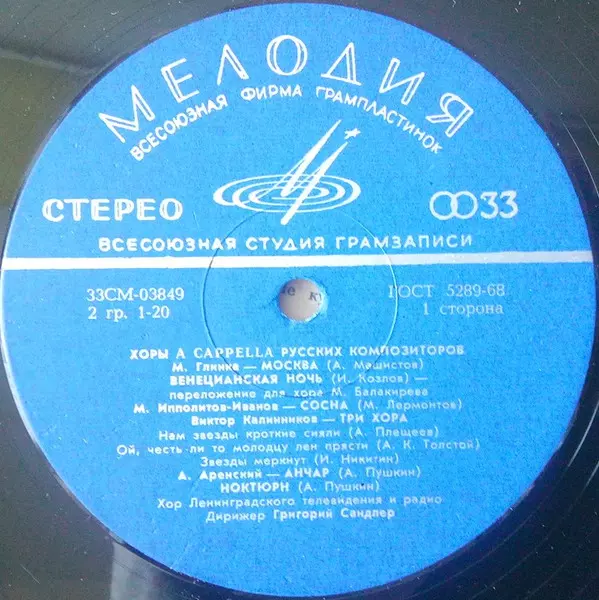 МЕЛОДИЯ
ВСЕСОЮЗНАЯ ФИРМА ГРАМПЛАСТИНОК
СТЕРЕО
33
ВСЕСОЮЗНАЯ СТУДИЯ ГРАМЗАПИСИ
33СМ-03849
ГОСТ 5289-68
2 гр. 1-20
1 сторона
ХОРЫ A CAPPELLA РУССКИХ КОМПОЗИТОРОВ
М. Глинка — МОСКВА (А. Машистов)
ВЕНЕЦИАНСКАЯ НОЧЬ (И. Козлов) —
переложение для хора М. Балакирева
М. Ипполитов-Иванов — СОСНА (М. Лермонтов)
Виктор Калинников — ТРИ ХОРА
Нам звезды кроткие сияли (А. Плещеев)
Ой, честь ли то молодцу лен прясти (А. К. Толстой)
Звезды меркнут (И. Никитин)
А. Аренский — АНЧАР (А. Пушкин)
НОКТЮРН (А. Пушкин)
Хор Ленинградского телевидения и радио
Дирижер Григорий Сандлер